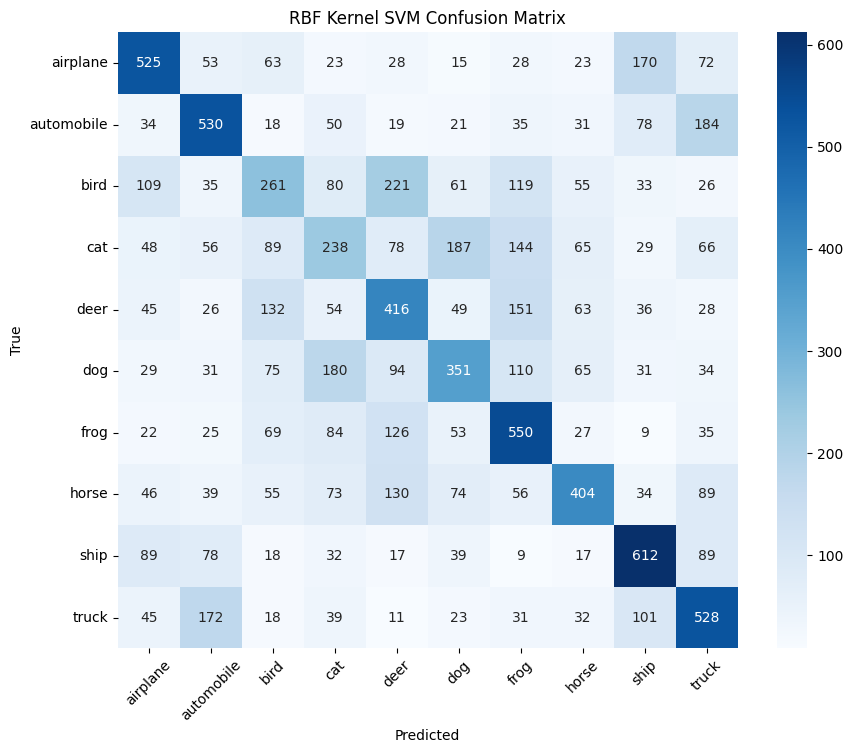 RBF Kernel SVM Confusion Matrix
airplane 525 53 63 23 28 15 28 23 170 72
automobile 34 530 18 50 19 21 35 31 78 184
bird 109 35 261 80 221 61 119 55 33 26
cat 48 56 89 238 78 187 144 65 29 66
deer 45 26 132 54 416 49 151 63 36 28
dog 29 31 75 180 94 351 110 65 31 34
frog 22 25 69 84 126 53 550 27 9 35
horse 46 39 55 73 130 74 56 404 34 89
ship 89 78 18 32 17 39 9 17 612 89
truck 45 172 18 39 11 23 31 32 101 528
airplane automobile bird cat deer dog frog horse ship truck
Predicted
True
600
500
400
300
200
100